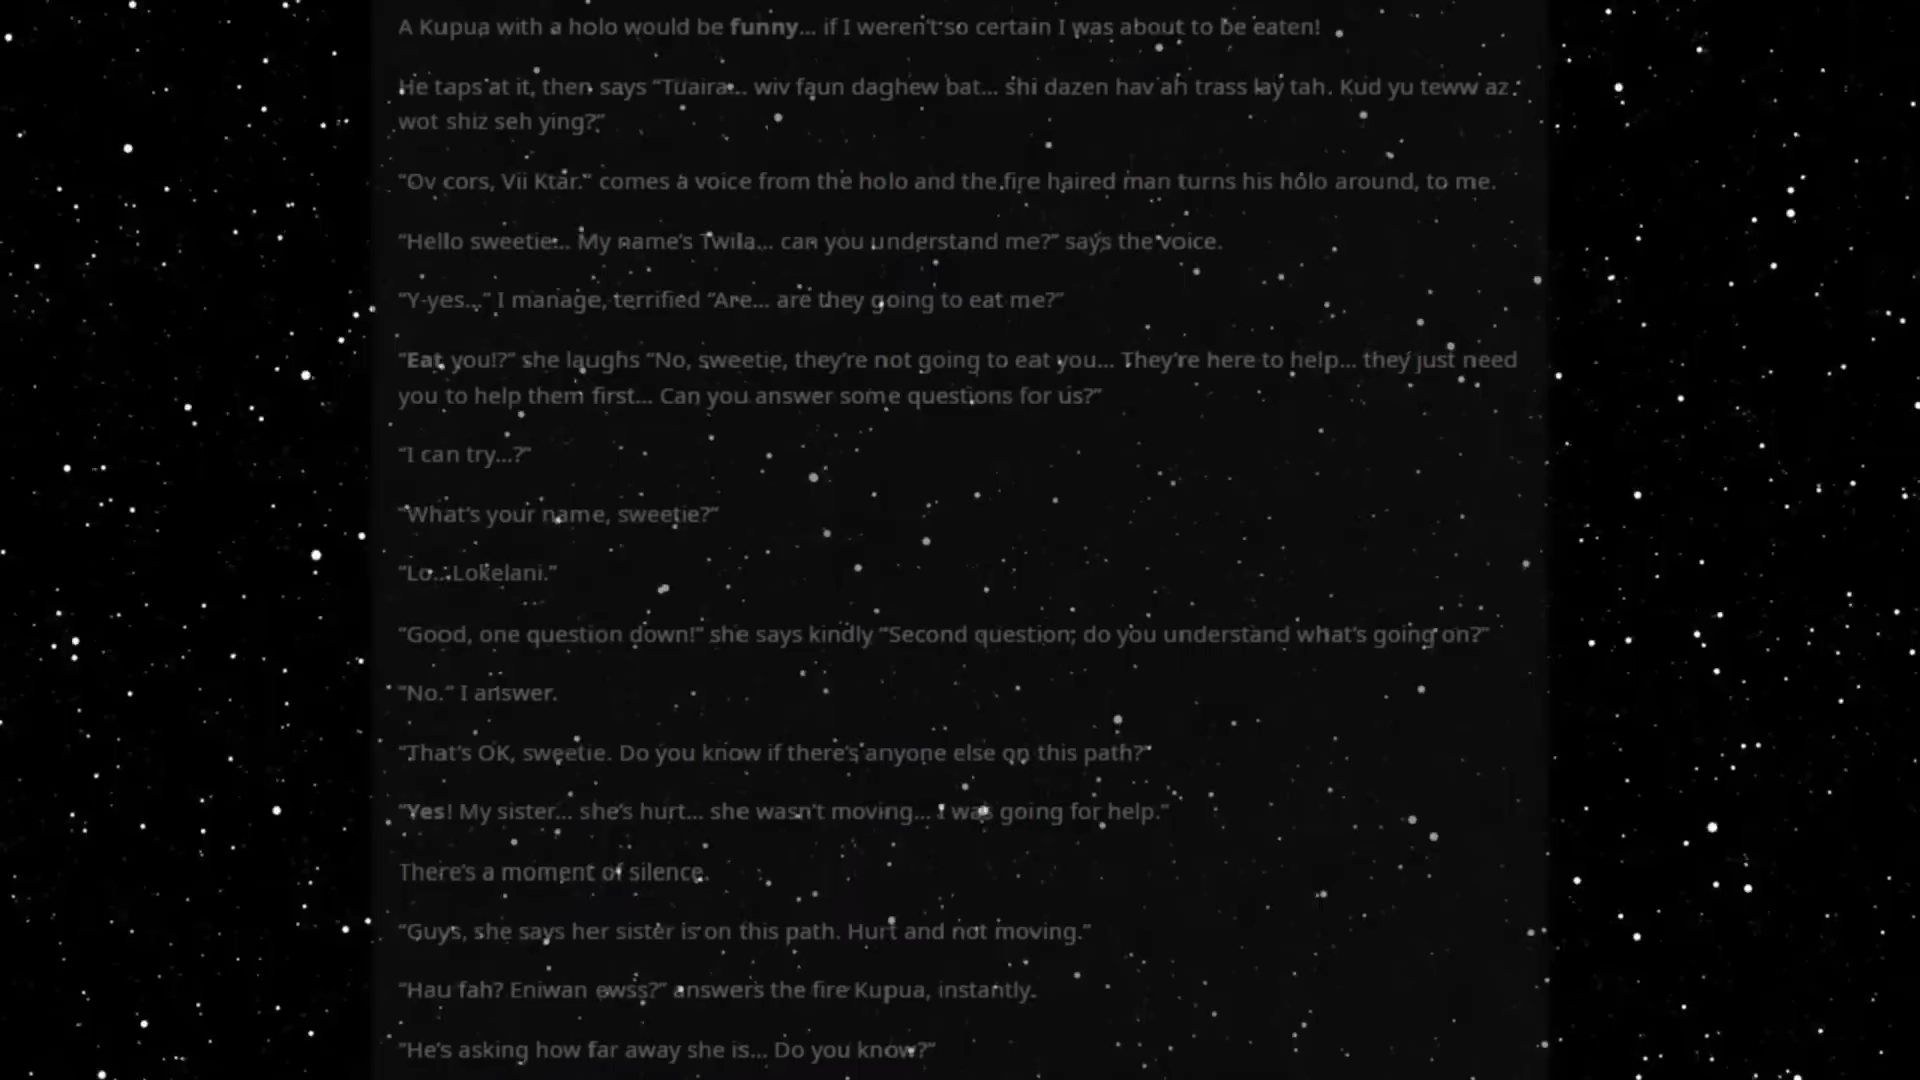 A Kupua with a holo would be funny... if I weren't so certain I was about to be eaten!
He taps at it, then says “Tuaira... wiv faun daghew bat... shi dazen hav ah trass lay tah. Kud yu teww az
wot shiz seh ying?”
“Ov cors, Vii Ktar.” comes a voice from the holo and the fire haired man turns his holo around, to me.
“Hello sweetie... My name’s Twila... can you understand me?” says the voice.
“Y-yes...” I manage, terrified “Are... are they going to eat me?”
“Eat you!?” she laughs “No, sweetie, they’re not going to eat you... They’re here to help... they just need
you to help them first... Can you answer some questions for us?”
“I can try...?”
“What’s your name, sweetie?”
“Lo... Lokelani.”
“Good, one question down!” she says kindly “Second question; do you understand what’s going on?”
“No.” I answer.
“That’s OK, sweetie. Do you know if there’s anyone else on this path?”
“Yes! My sister... she’s hurt... she wasn’t moving... I was going for help.”
There’s a moment of silence.
“Guys, she says her sister is on this path. Hurt and not moving.”
“Hau fah? Eniwan ewss?” answers the fire Kupua, instantly.
“He’s asking how far away she is... Do you know?”